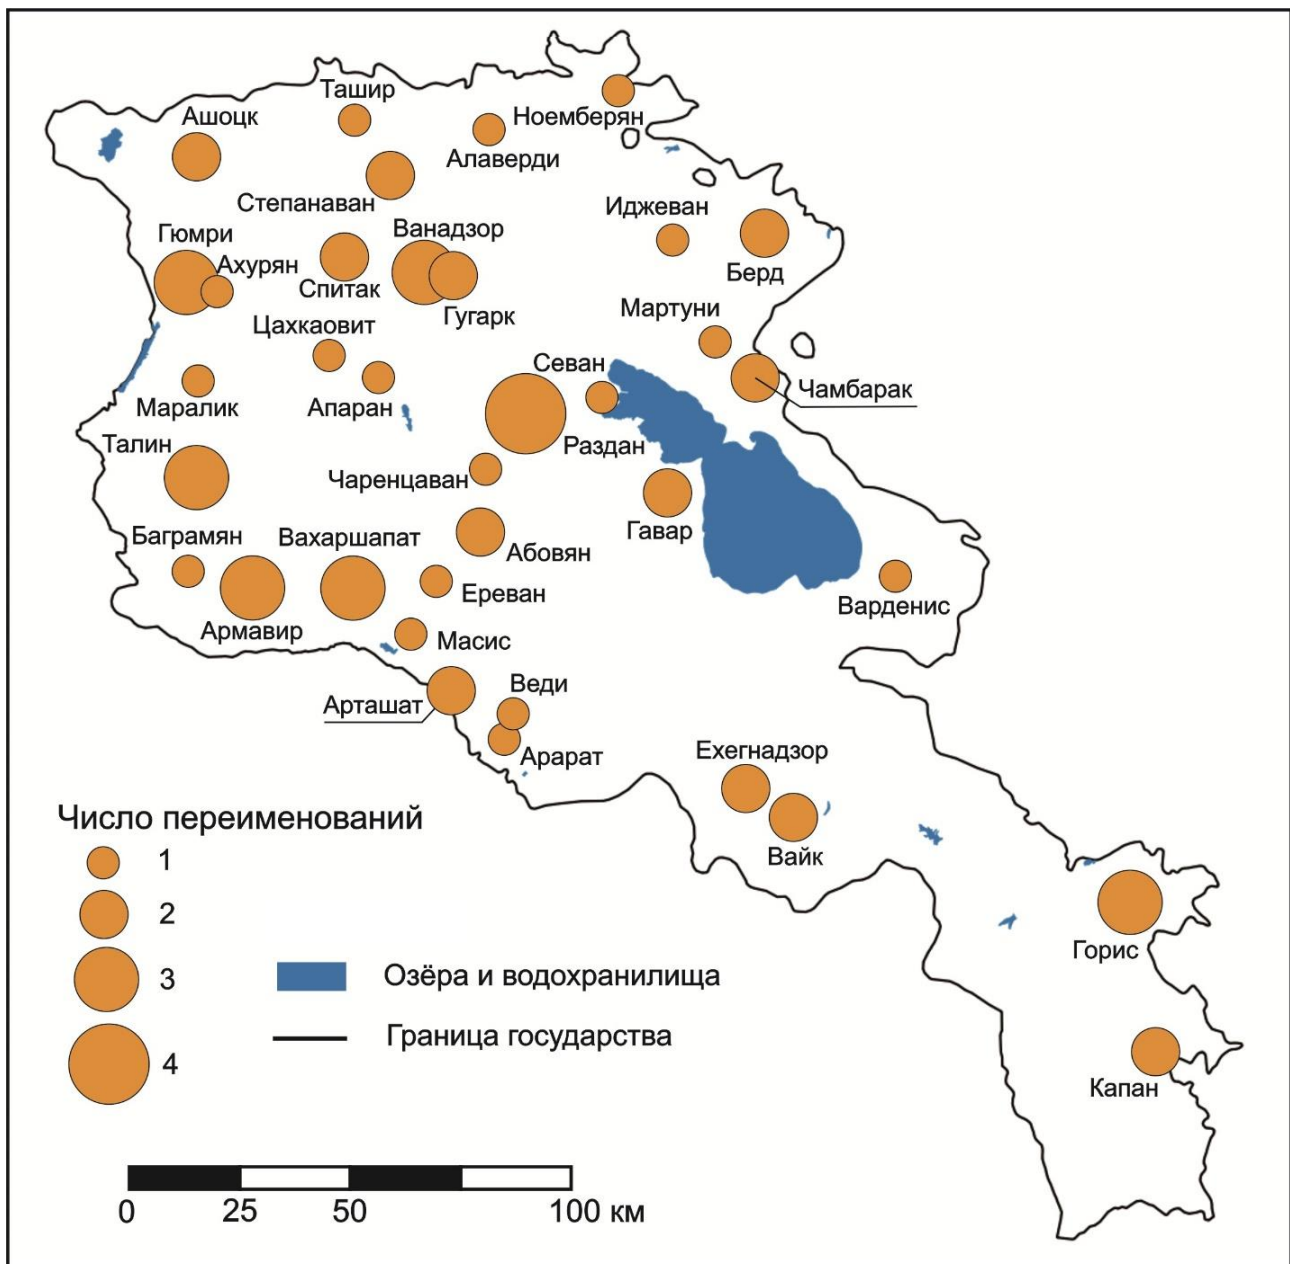 Ташир
Ашоцк
Ноемберян
Алаверди
Степанаван
Иджеван
Гюмри
Ванадзор
Ахурян
Спитак
Берд
Гугарк
Мартуни
Цахкаовит
Севан
Чамбарак
Маралик
Апаран
Талин
Раздан
Чаренцаван
Гавар
Баграмян
Вахаршапат
Абовян
Ереван
Варденис
Армавир
Масис
Веди
Арташат
Арарат
Ехегнадзор
Вайк
Горис
Капан
Число переименований
1
2
3
4
Озёра и водохранилища
Граница государства
0 25 50 100 км